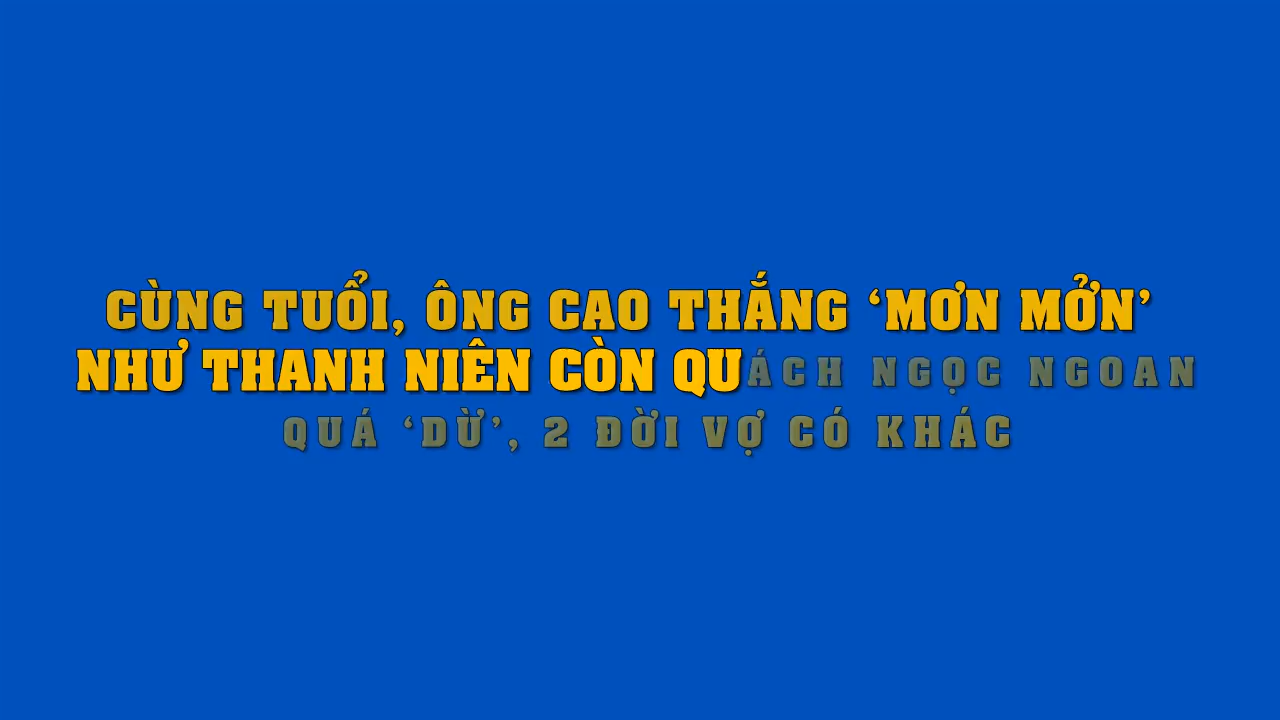 CÙNG TUỔI, ÔNG CAO THẮNG ‘MƠN MỞN’
NHƯ THANH NIÊN CÒN QUÁCH NGỌC NGOAN
QUÁ ‘DỪ’, 2 ĐỜI VỢ CÓ KHÁC